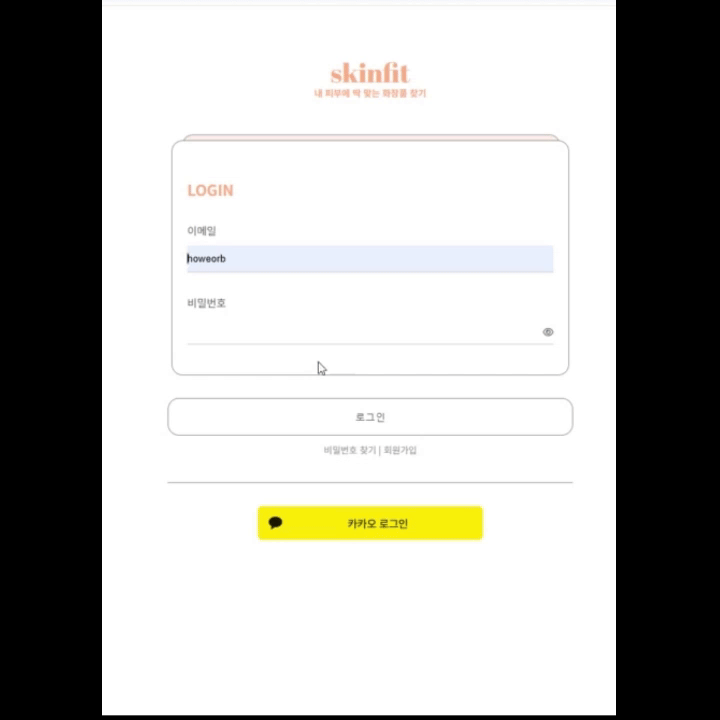 skinfit
내 피부에 딱 맞는 화장품 찾기
LOGIN
이메일
howeorb
비밀번호
로그인
비밀번호 찾기 | 회원가입
카카오 로그인